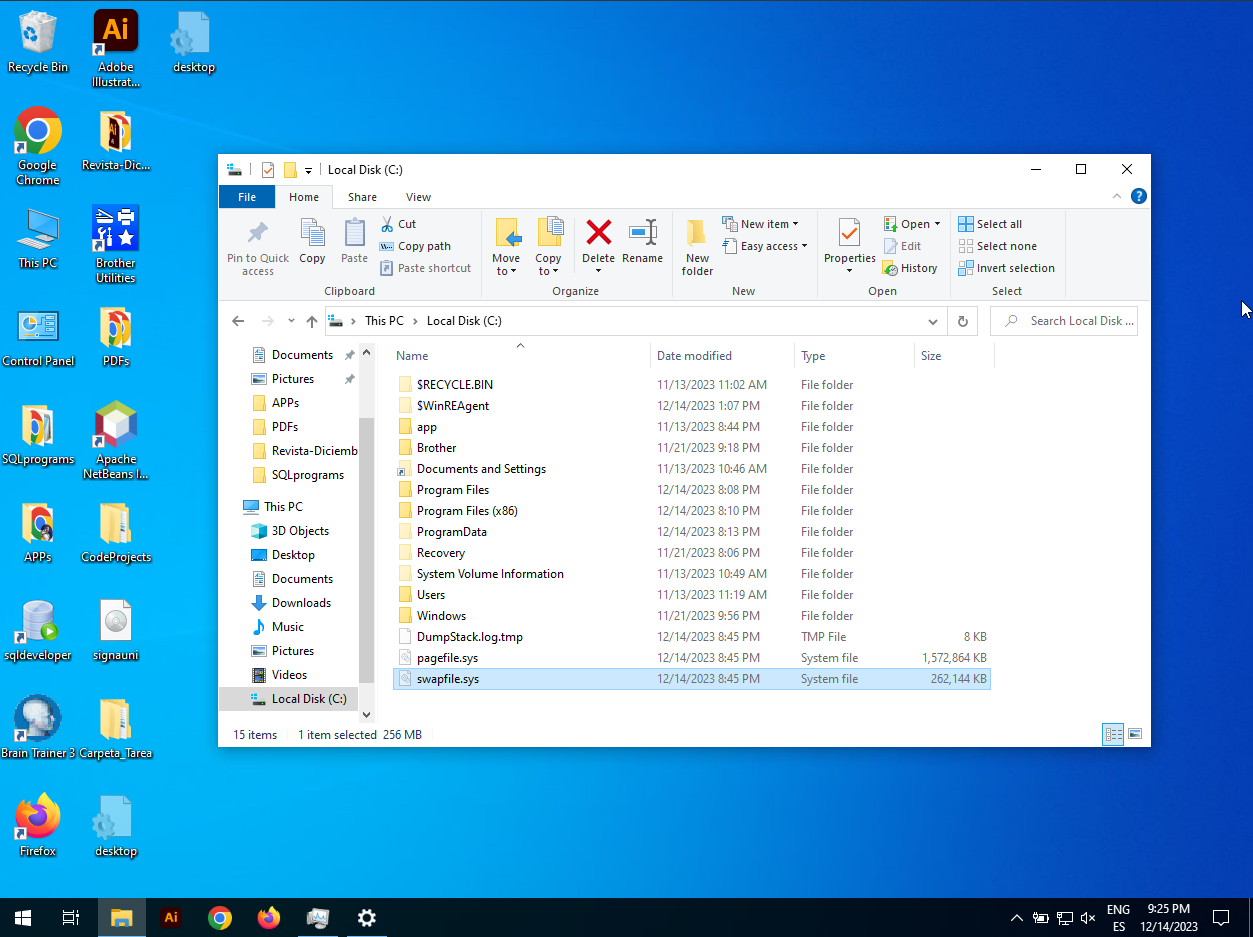 Recycle Bin
Adobe
Illustrat...
desktop
Google
Chrome
Revista-Dic...
This PC
Brother
Utilities
Control Panel
PDFs
SQLprograms
Apache
NetBeans I...
APPs
CodeProjects
sqldeveloper
signauni
Brain Trainer 3
Carpeta_Tarea
Firefox
desktop
Local Disk (C:)
File Home Share View
Pin to Quick
access
Copy
Paste
Cut
Copy path
Paste shortcut
Clipboard
Move
to
Copy
to
Delete
Rename
Organize
New
folder
New item
Easy access
New
Properties
Open
Edit
History
Open
Select all
Select none
Invert selection
Select
This PC Local Disk (C:)
Search Local Disk ...
Documents
Pictures
APPs
PDFs
Revista-Diciemb
SQLprograms
This PC
3D Objects
Desktop
Documents
Downloads
Music
Pictures
Videos
Local Disk (C:)
Name Date modified Type Size
$RECYCLE.BIN 11/13/2023 11:02 AM File folder
$WinREAgent 12/14/2023 1:07 PM File folder
app 11/13/2023 8:44 PM File folder
Brother 11/21/2023 9:18 PM File folder
Documents and Settings 11/13/2023 10:46 AM File folder
Program Files 12/14/2023 8:08 PM File folder
Program Files (x86) 12/14/2023 8:10 PM File folder
ProgramData 12/14/2023 8:13 PM File folder
Recovery 11/21/2023 8:06 PM File folder
System Volume Information 11/13/2023 10:49 AM File folder
Users 11/13/2023 11:19 AM File folder
Windows 11/21/2023 9:56 PM File folder
DumpStack.log.tmp 12/14/2023 8:45 PM TMP File 8 KB
pagefile.sys 12/14/2023 8:45 PM System file 1,572,864 KB
swapfile.sys 12/14/2023 8:45 PM System file 262,144 KB
15 items 1 item selected 256 MB
ENG
ES
9:25 PM
12/14/2023